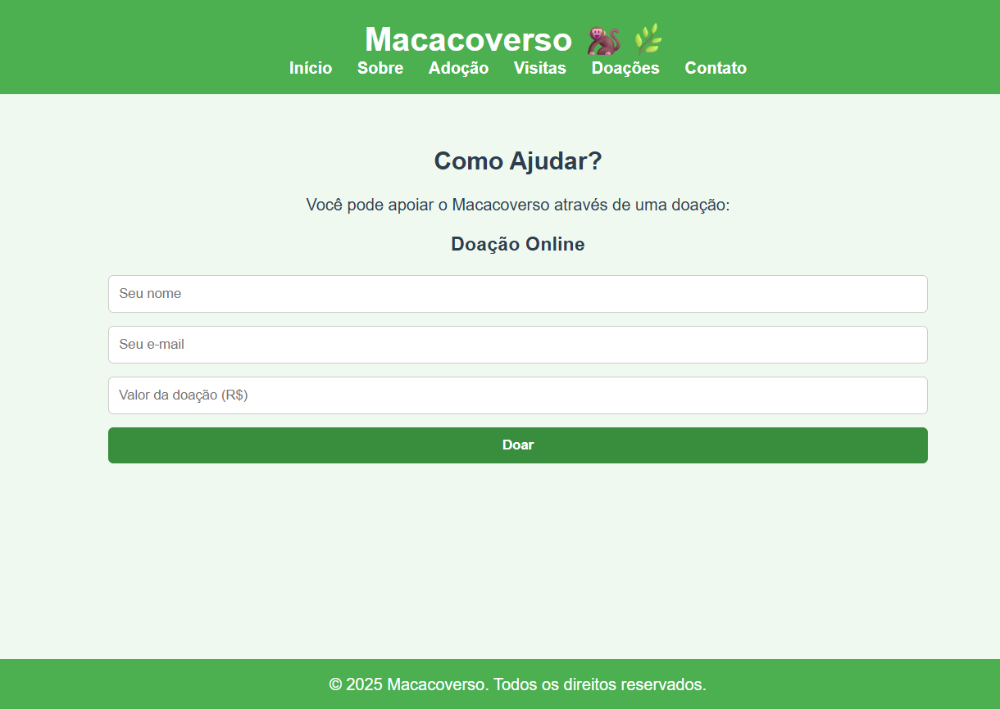 Macacoverso 🐒 🌿
Início Sobre Adoção Visitas Doações Contato
Como Ajudar?
Você pode apoiar o Macacoverso através de uma doação:
Doação Online
Seu nome
Seu e-mail
Valor da doação (R$)
Doar
© 2025 Macacoverso. Todos os direitos reservados.